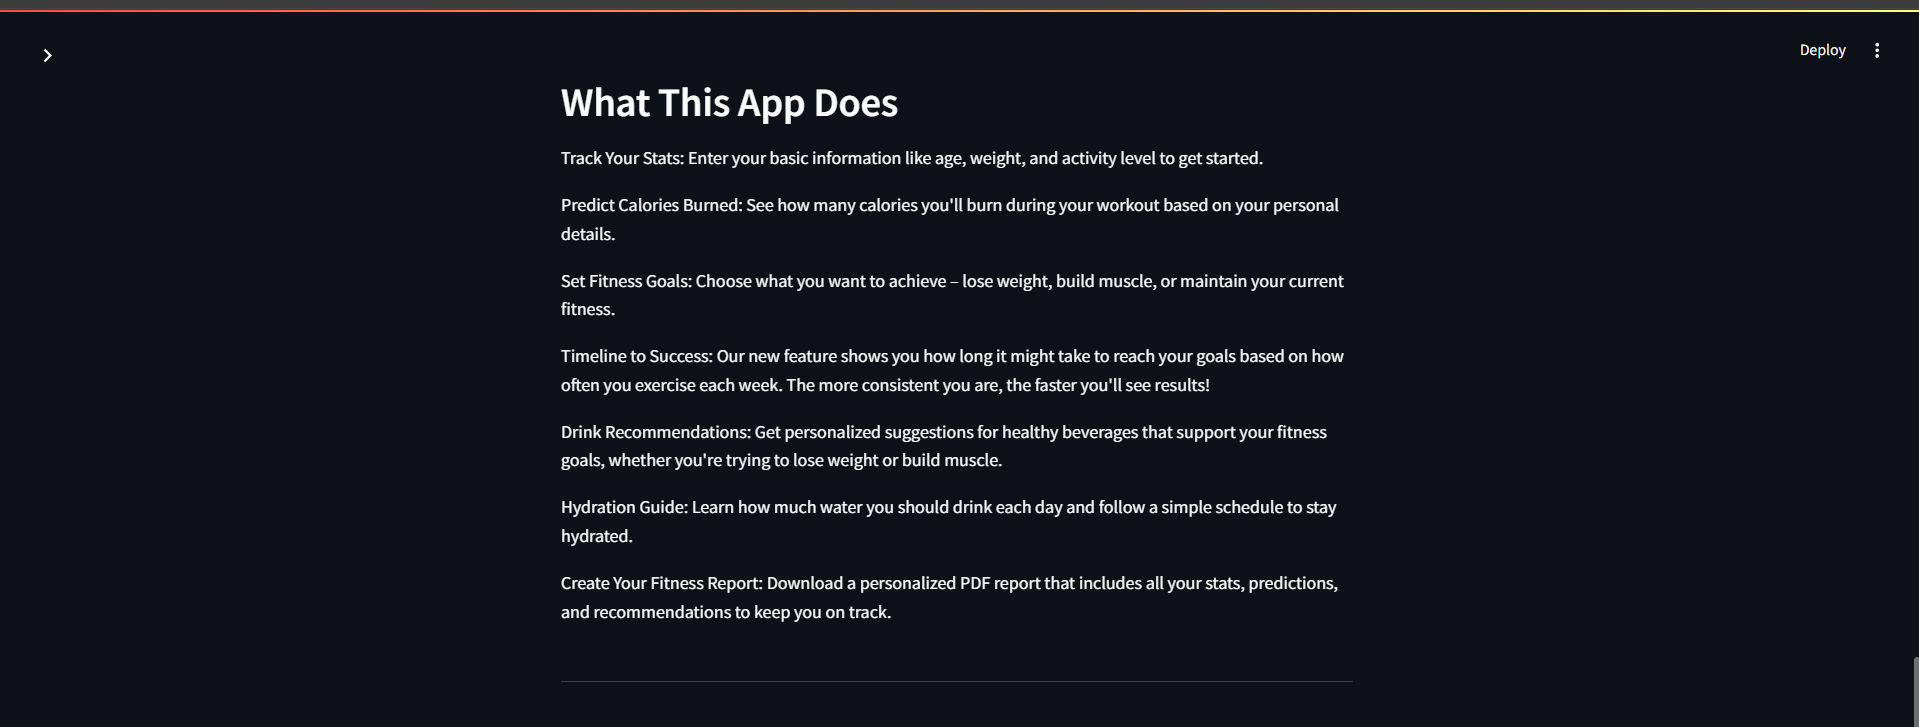 Deploy
What This App Does
Track Your Stats: Enter your basic information like age, weight, and activity level to get started.
Predict Calories Burned: See how many calories you'll burn during your workout based on your personal
details.
Set Fitness Goals: Choose what you want to achieve – lose weight, build muscle, or maintain your current
fitness.
Timeline to Success: Our new feature shows you how long it might take to reach your goals based on how
often you exercise each week. The more consistent you are, the faster you'll see results!
Drink Recommendations: Get personalized suggestions for healthy beverages that support your fitness
goals, whether you're trying to lose weight or build muscle.
Hydration Guide: Learn how much water you should drink each day and follow a simple schedule to stay
hydrated.
Create Your Fitness Report: Download a personalized PDF report that includes all your stats, predictions,
and recommendations to keep you on track.